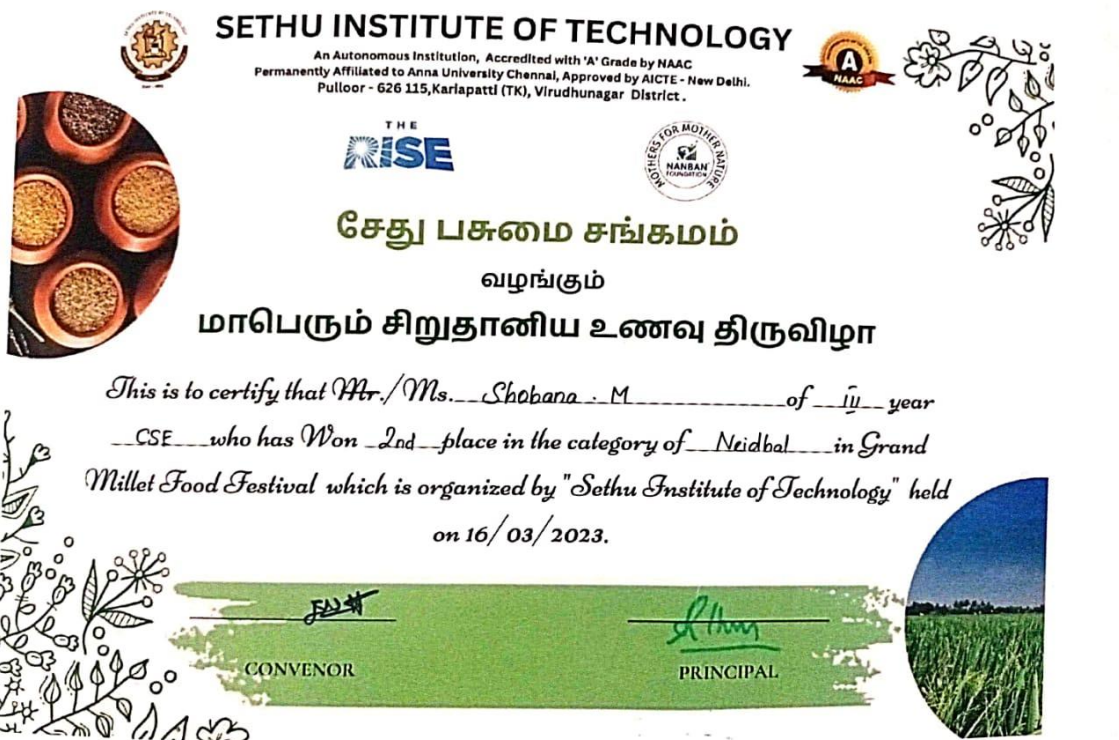 SETHU INSTITUTE OF TECHNOLOGY
An Autonomous Institution, Accredited with 'A' Grade by NAAC
Permanently Affiliated to Anna University Chennai, Approved by AICTE - New Delhi.
Pulloor - 626 115,Kariapatti (TK), Virudhunagar District.
A
NAAC
THE
RISE
MOTHERS FOR MOTHER NATURE
NANBAN
FOUNDATION
சேது பசுமை சங்கமம்
வழங்கும்
மாபெரும் சிறுதானிய உணவு திருவிழா
This is to certify that Mr./Ms. Shobana . M of III year
CSE who has Won 2nd place in the category of Neidhal in Grand
Millet Food Festival which is organized by "Sethu Institute of Technology" held
on 16/03/2023.
CONVENOR
PRINCIPAL